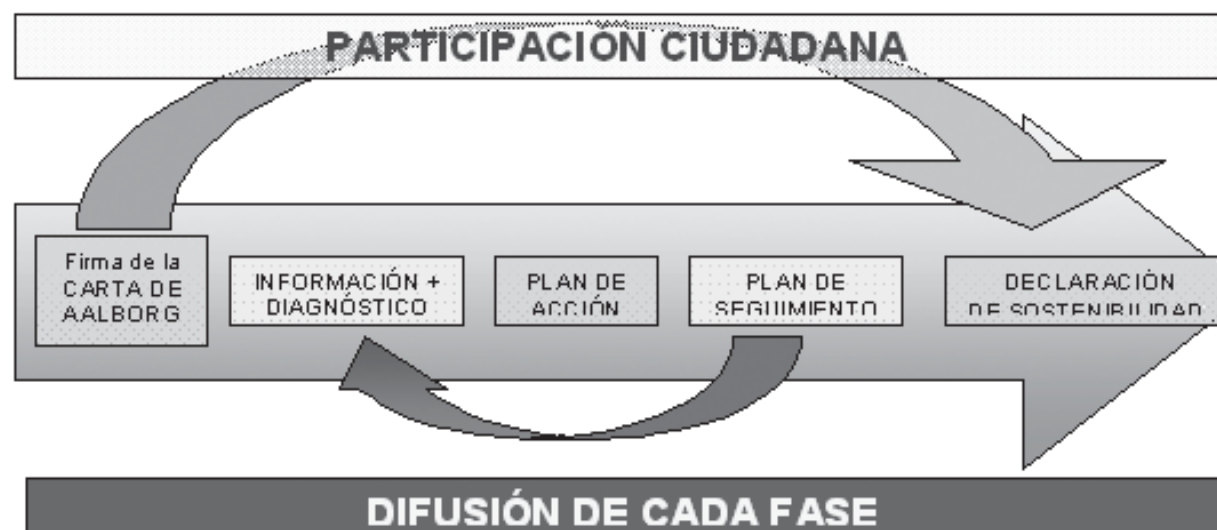 PARTICIPACIÓN CIUDADANA
Firma de la
CARTA DE
AALBORG
INFORMACIÓN +
DIAGNÓSTICO
PLAN DE
ACCIÓN
PLAN DE
SEGUIMIENTO
DECLARACIÓN
DE SOSTENIBILIDAD
DIFUSIÓN DE CADA FASE